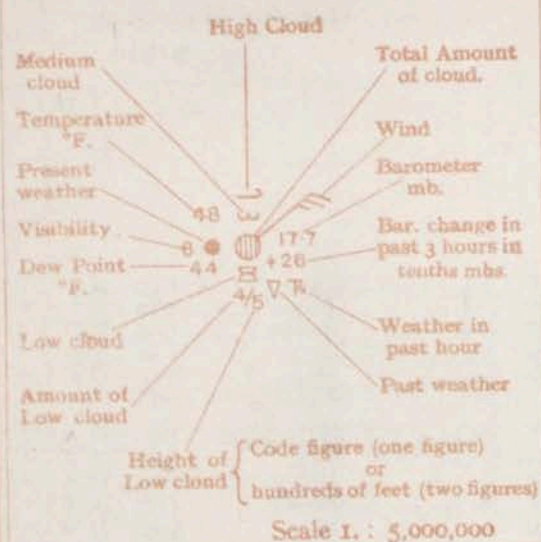 High Cloud
Medium cloud
Total Amount of cloud.
Temperature °F.
Wind
Present weather
Barometer mb.
48
Visibility
6
17·7
Bar. change in past 3 hours in tenths mbs.
Dew Point °F.
44
+26
4/5
Low cloud
Weather in past hour
Amount of Low cloud
Past weather
Height of Low cloud
Code figure (one figure)
or
hundreds of feet (two figures)
Scale 1. : 5,000,000